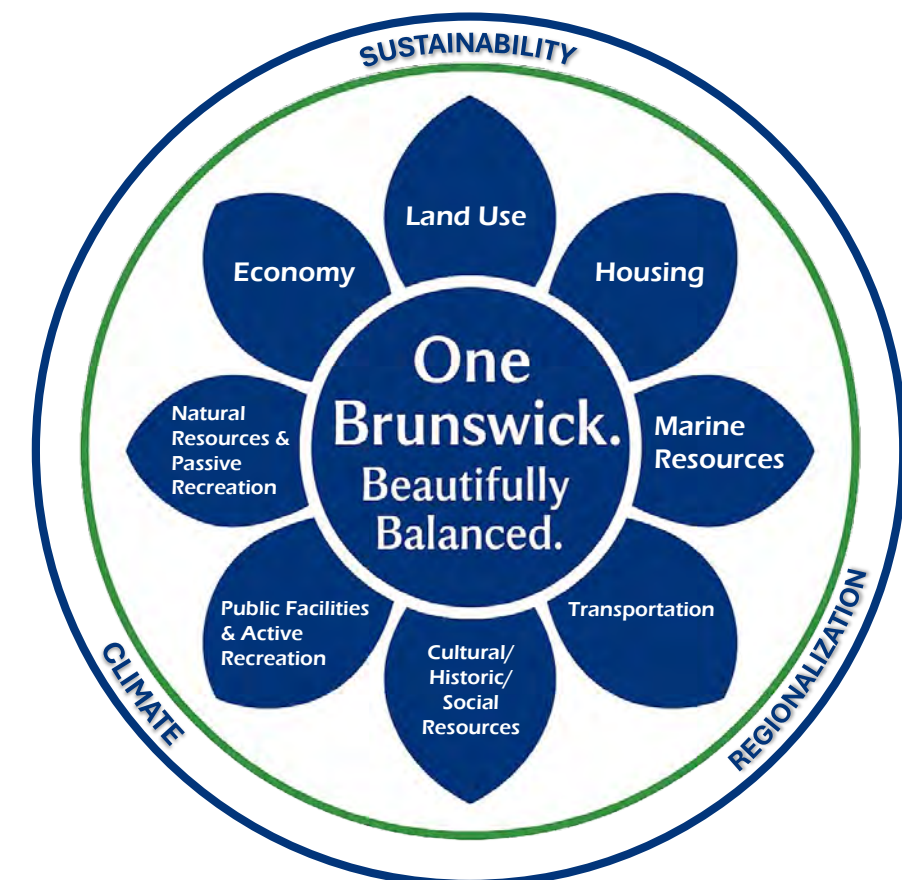 SUSTAINABILITY
Land Use
Economy
Housing
One
Brunswick.
Beautifully
Balanced.
Natural
Resources &
Passive
Recreation
Marine
Resources
Public Facilities
& Active
Recreation
Transportation
Cultural/
Historic/
Social
Resources
CLIMATE
REGIONALIZATION